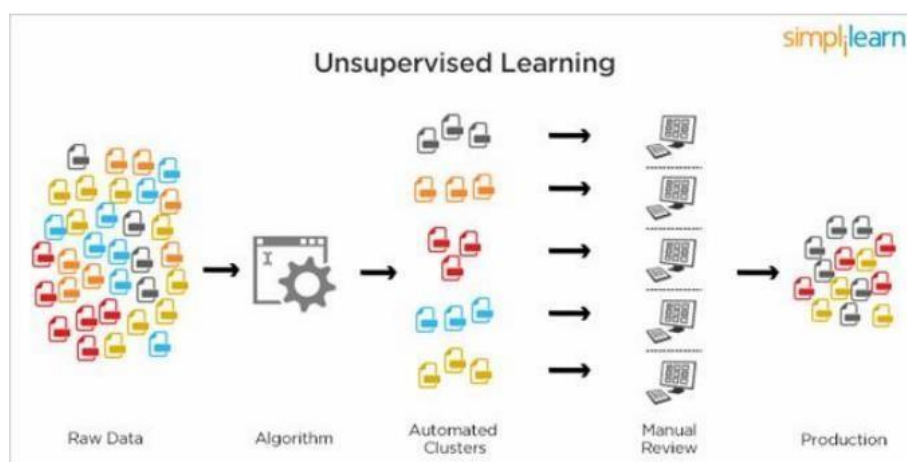 simplilearn
Unsupervised Learning
Raw Data
Algorithm
Automated
Clusters
Manual
Review
Production